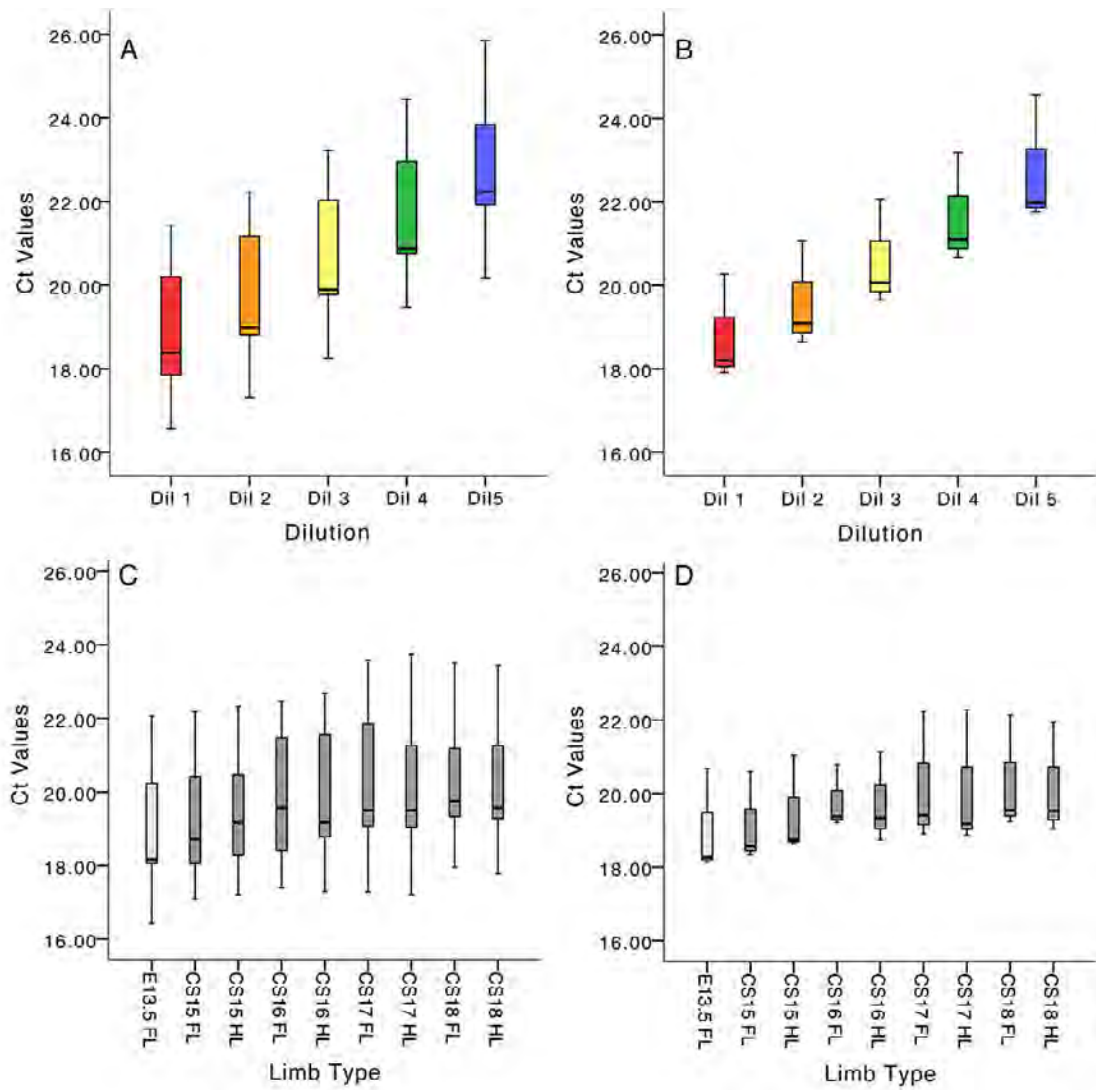 A
26.00
24.00
22.00
20.00
18.00
16.00
Ct Values
Dil 1 Dil 2 Dil 3 Dil 4 Dil5
Dilution
B
26.00
24.00
22.00
20.00
18.00
16.00
Ct Values
Dil 1 Dil 2 Dil 3 Dil 4 Dil 5
Dilution
C
26.00
24.00
22.00
20.00
18.00
16.00
Ct Values
E13.5 FL
CS15 FL
CS15 HL
CS16 FL
CS16 HL
CS17 FL
CS17 HL
CS18 FL
CS18 HL
Limb Type
D
26.00
24.00
22.00
20.00
18.00
16.00
Ct Values
E13.5 FL
CS15 FL
CS15 HL
CS16 FL
CS16 HL
CS17 FL
CS17 HL
CS18 FL
CS18 HL
Limb Type